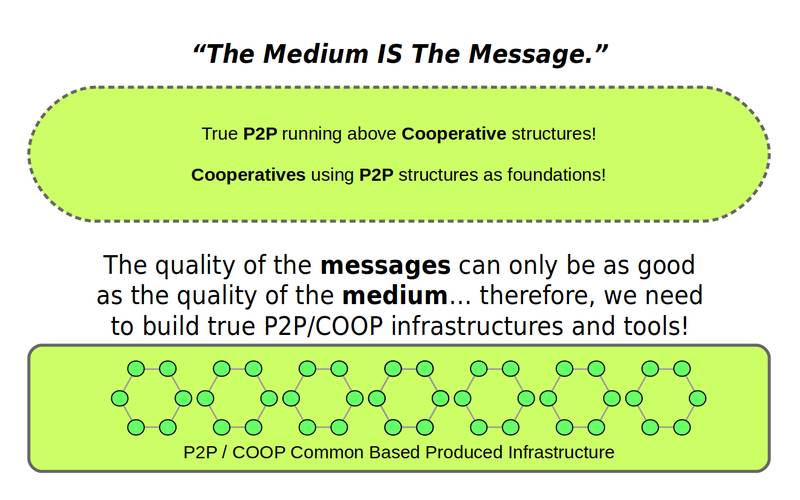 “The Medium IS The Message.”
True P2P running above Cooperative structures!
Cooperatives using P2P structures as foundations!
The quality of the messages can only be as good
as the quality of the medium... therefore, we need
to build true P2P/COOP infrastructures and tools!
P2P / COOP Common Based Produced Infrastructure